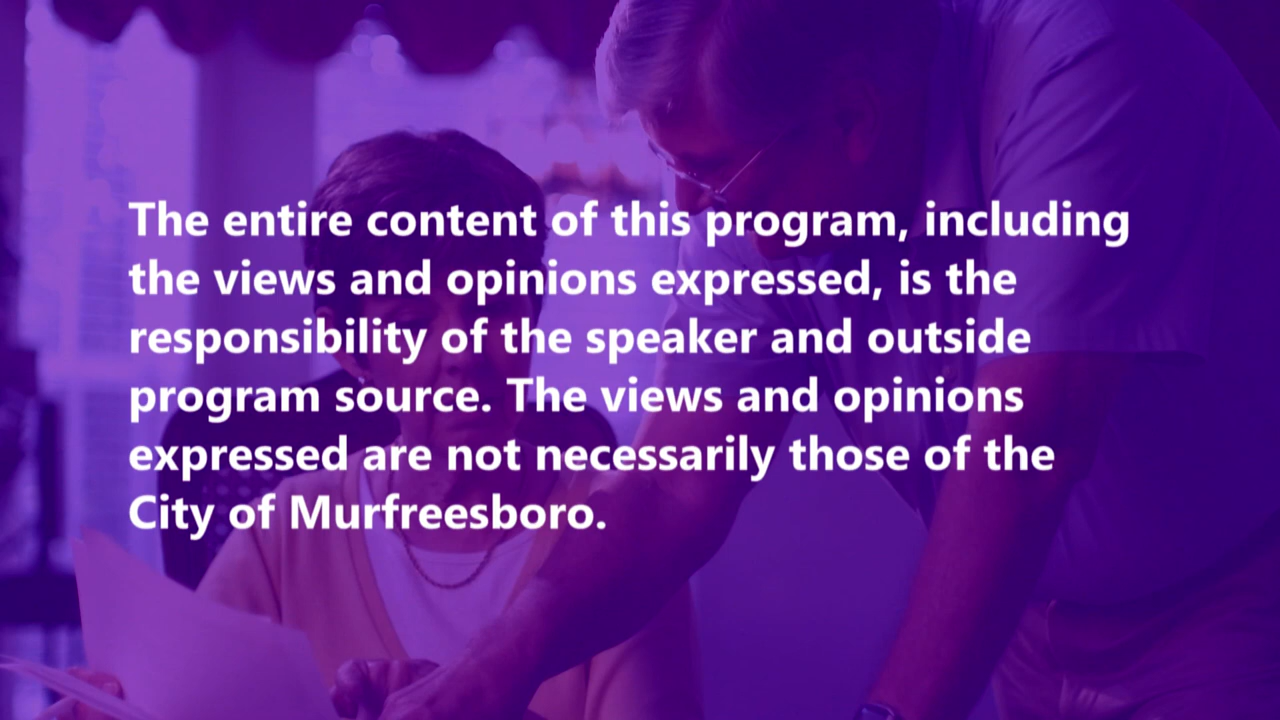 The entire content of this program, including
the views and opinions expressed, is the
responsibility of the speaker and outside
program source. The views and opinions
expressed are not necessarily those of the
City of Murfreesboro.